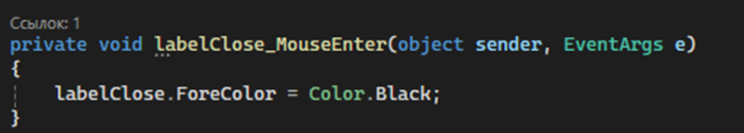 Ссылок: 1
private void labelClose_MouseEnter(object sender, EventArgs e)
{
labelClose.ForeColor = Color.Black;
}